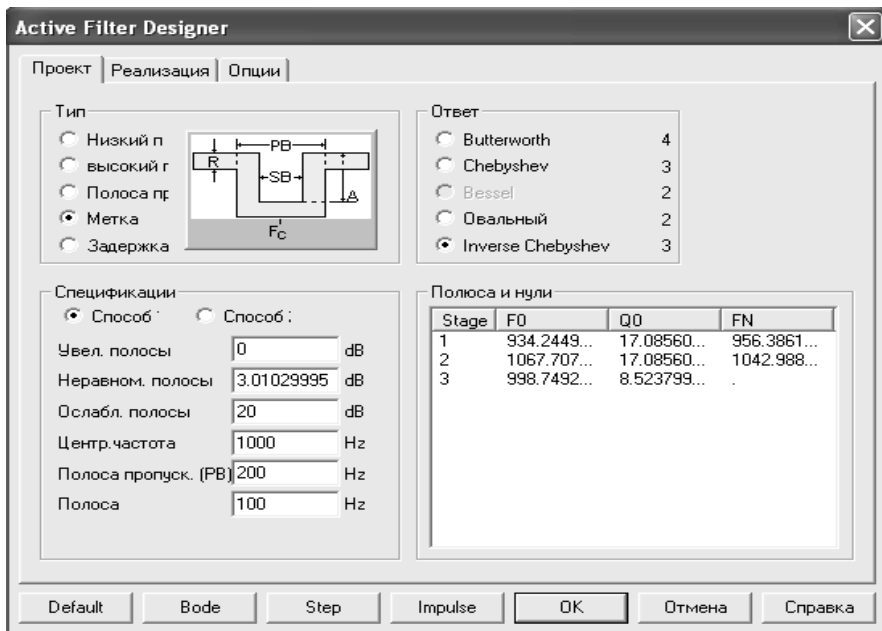 Active Filter Designer
Проект Реализация Опции
Тип
Низкий п
высокий г
Полоса пр
Метка
Задержка
PB
R
SB
A
Fc
Ответ
Butterworth 4
Chebyshev 3
Bessel 2
Овальный 2
Inverse Chebyshev 3
Спецификации
Способ Способ
Увел. полосы 0 dB
Неравном. полосы 3.01029995 dB
Ослабл. полосы 20 dB
Центр.частота 1000 Hz
Полоса пропуск. (PB) 200 Hz
Полоса 100 Hz
Полюса и нули
Stage F0 Q0 FN
1 934.2449... 17.08560... 956.3861...
2 1067.707... 17.08560... 1042.988...
3 998.7492... 8.523799... .
Default Bode Step Impulse OK Отмена Справка